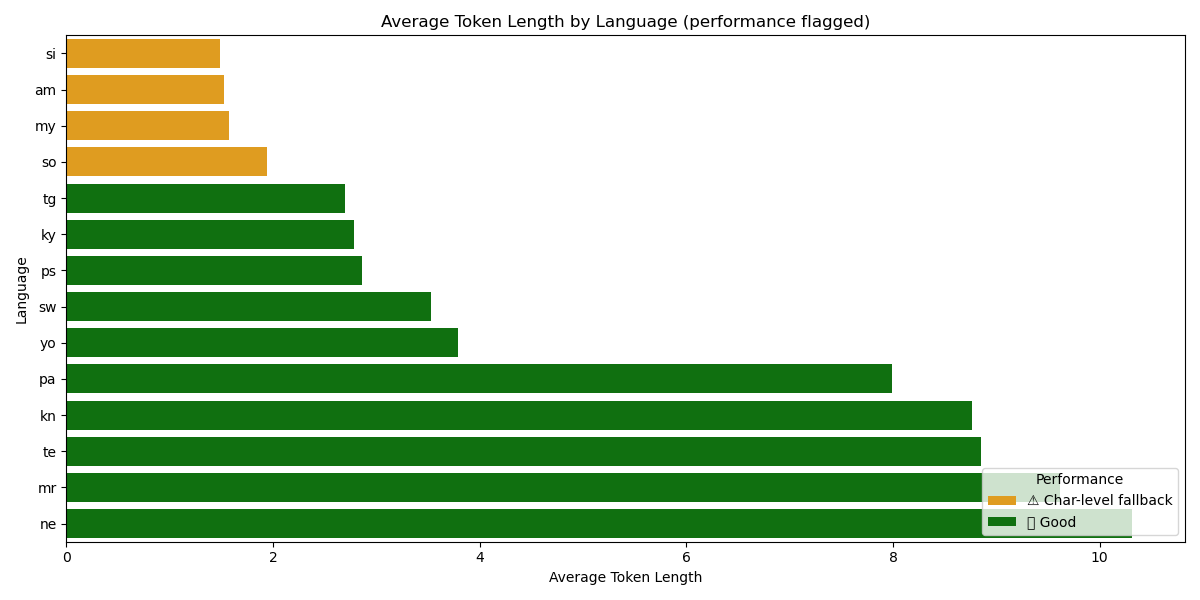 Average Token Length by Language (performance flagged)
si
am
my
so
tg
ky
ps
sw
yo
pa
kn
te
mr
ne
Language
Performance
⚠ Char-level fallback
Good
0 2 4 6 8 10
Average Token Length